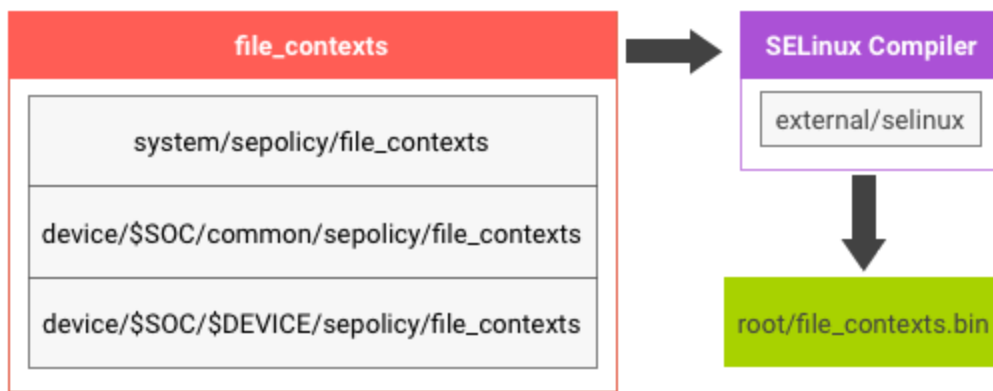 file_contexts
system/sepolicy/file_contexts
device/$SOC/common/sepolicy/file_contexts
device/$SOC/$DEVICE/sepolicy/file_contexts
SELinux Compiler
external/selinux
root/file_contexts.bin